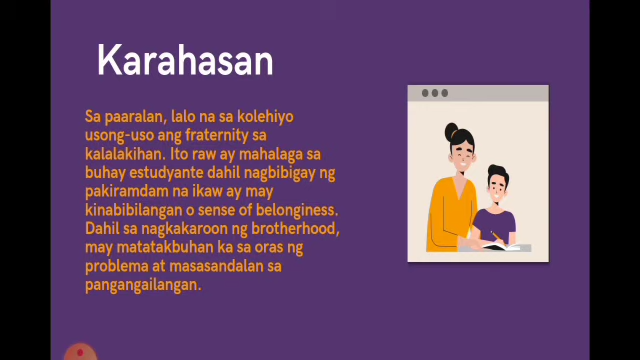 Karahasan
Sa paaralan, lalo na sa kolehiyo
usong-uso ang fraternity sa
kalalakihan. Ito raw ay mahalaga sa
buhay estudyante dahil nagbibigay ng
pakiramdam na ikaw ay may
kinabibilangan o sense of belonginess.
Dahil sa nagkakaroon ng brotherhood,
may matatakbuhan ka sa oras ng
problema at masasandalan sa
pangangailangan.